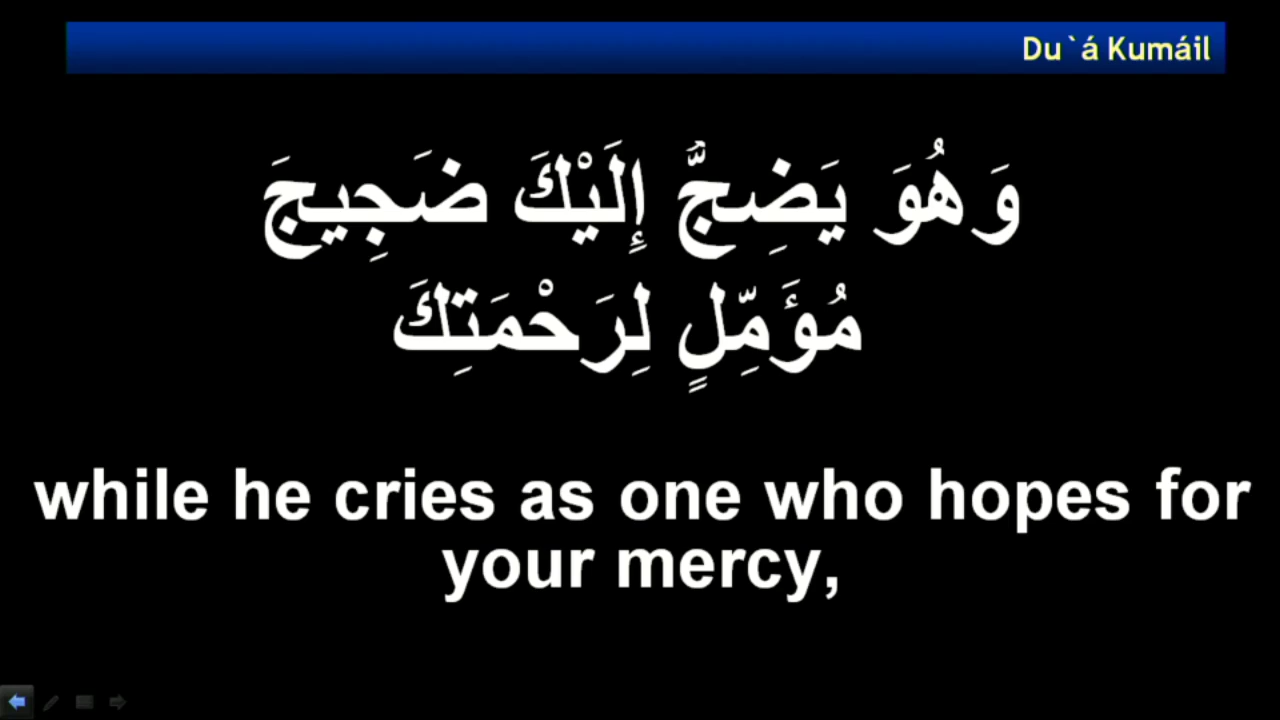 Du`á Kumáil
وَهُوَ يَضِجُّ إِلَيْكَ ضَجِيجَ
مُؤَمِّلٍ لِرَحْمَتِكَ
while he cries as one who hopes for
your mercy,